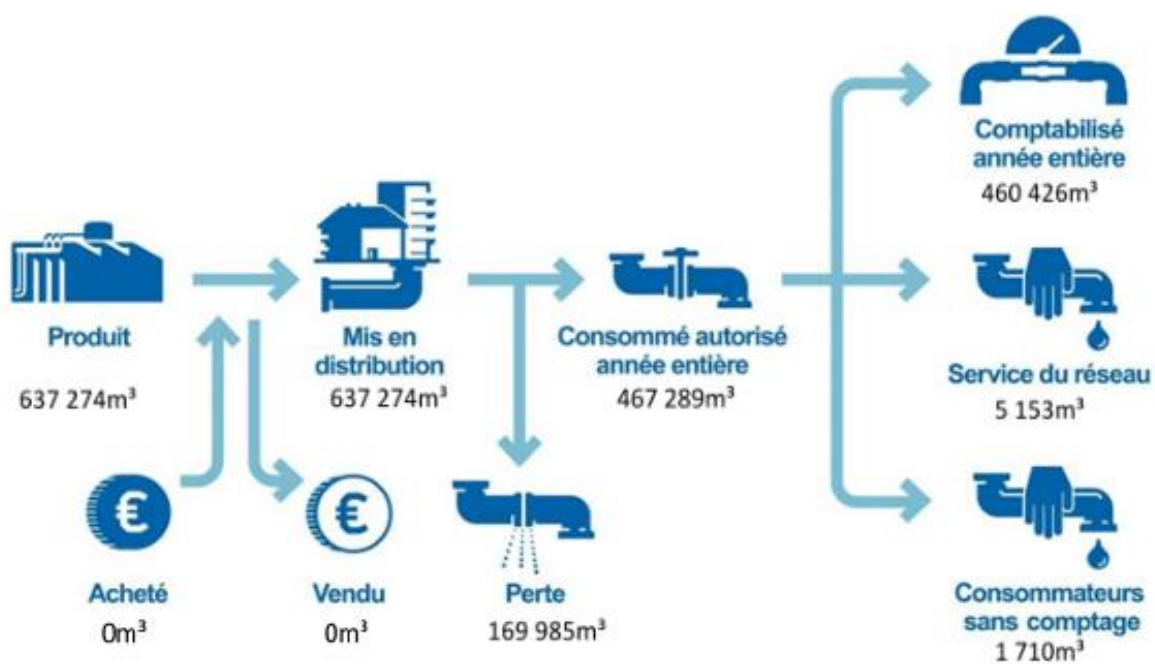 Comptabilisé
année entière
460 426m³
Produit
637 274m³
Mis en
distribution
637 274m³
Consommé autorisé
année entière
467 289m³
Service du réseau
5 153m³
€
Acheté
0m³
€
Vendu
0m³
Perte
169 985m³
Consommateurs
sans comptage
1 710m³